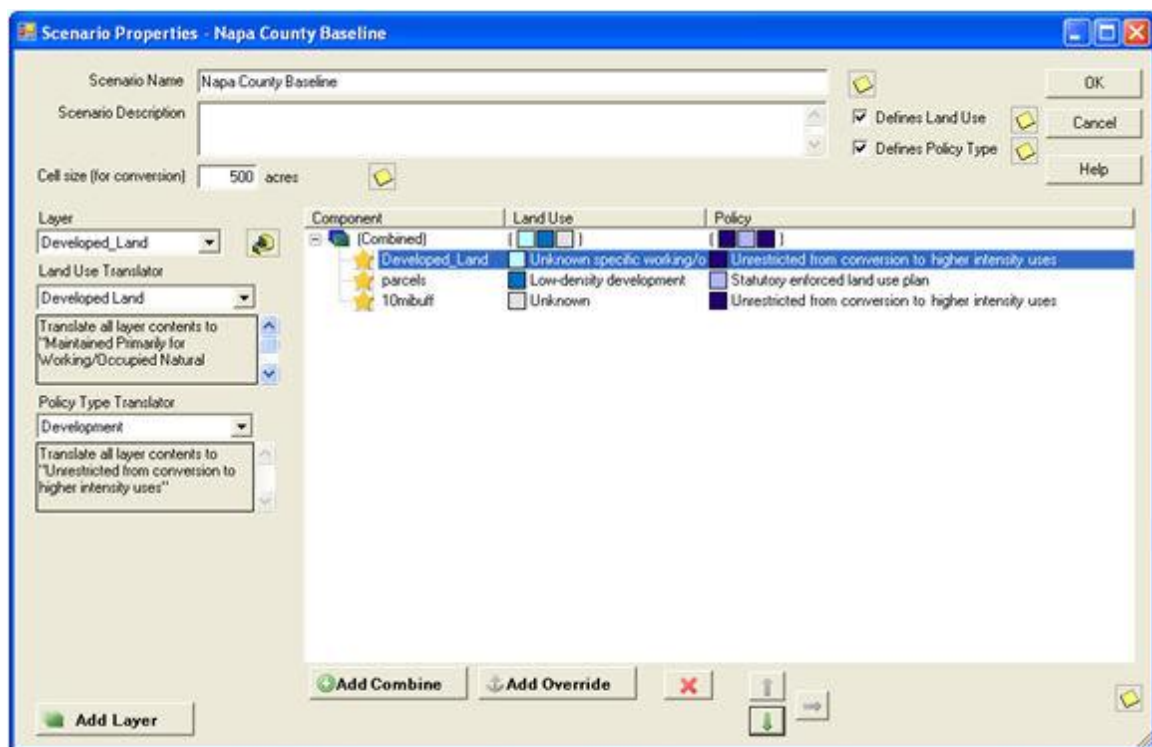 Scenario Properties - Napa County Baseline
Scenario Name Napa County Baseline
OK
Scenario Description
Defines Land Use
Cancel
Defines Policy Type
Help
Cell size (for conversion) 500 acres
Layer
Developed_Land
Land Use Translator
Developed Land
Translate all layer contents to
"Maintained Primarily for
Working/Occupied Natural
Policy Type Translator
Development
Translate all layer contents to
"Unrestricted from conversion to
higher intensity uses"
Component Land Use Policy
(Combined) ( ) ( )
Developed_Land Unknown specific working/o Unrestricted from conversion to higher intensity uses
parcels Low-density development Statutory enforced land use plan
10mibuff Unknown Unrestricted from conversion to higher intensity uses
Add Combine Add Override
Add Layer